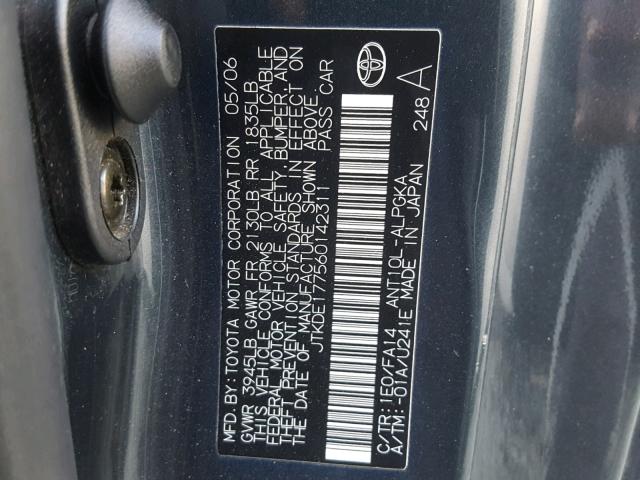 MFD. BY: TOYOTA MOTOR CORPORATION 05/06
GVWR 3945LB GAWR FR 2130LB RR 1835LB
THIS VEHICLE CONFORMS TO ALL APPLICABLE
FEDERAL MOTOR VEHICLE SAFETY, BUMPER, AND
THEFT PREVENTION STANDARDS IN EFFECT ON
THE DATE OF MANUFACTURE SHOWN ABOVE.
JTKDE177560142311 PASS CAR
C/TR: 1E0/FA14 ANT10L-ALPGKA
A/TM: -01A/U241E MADE IN JAPAN
248 A